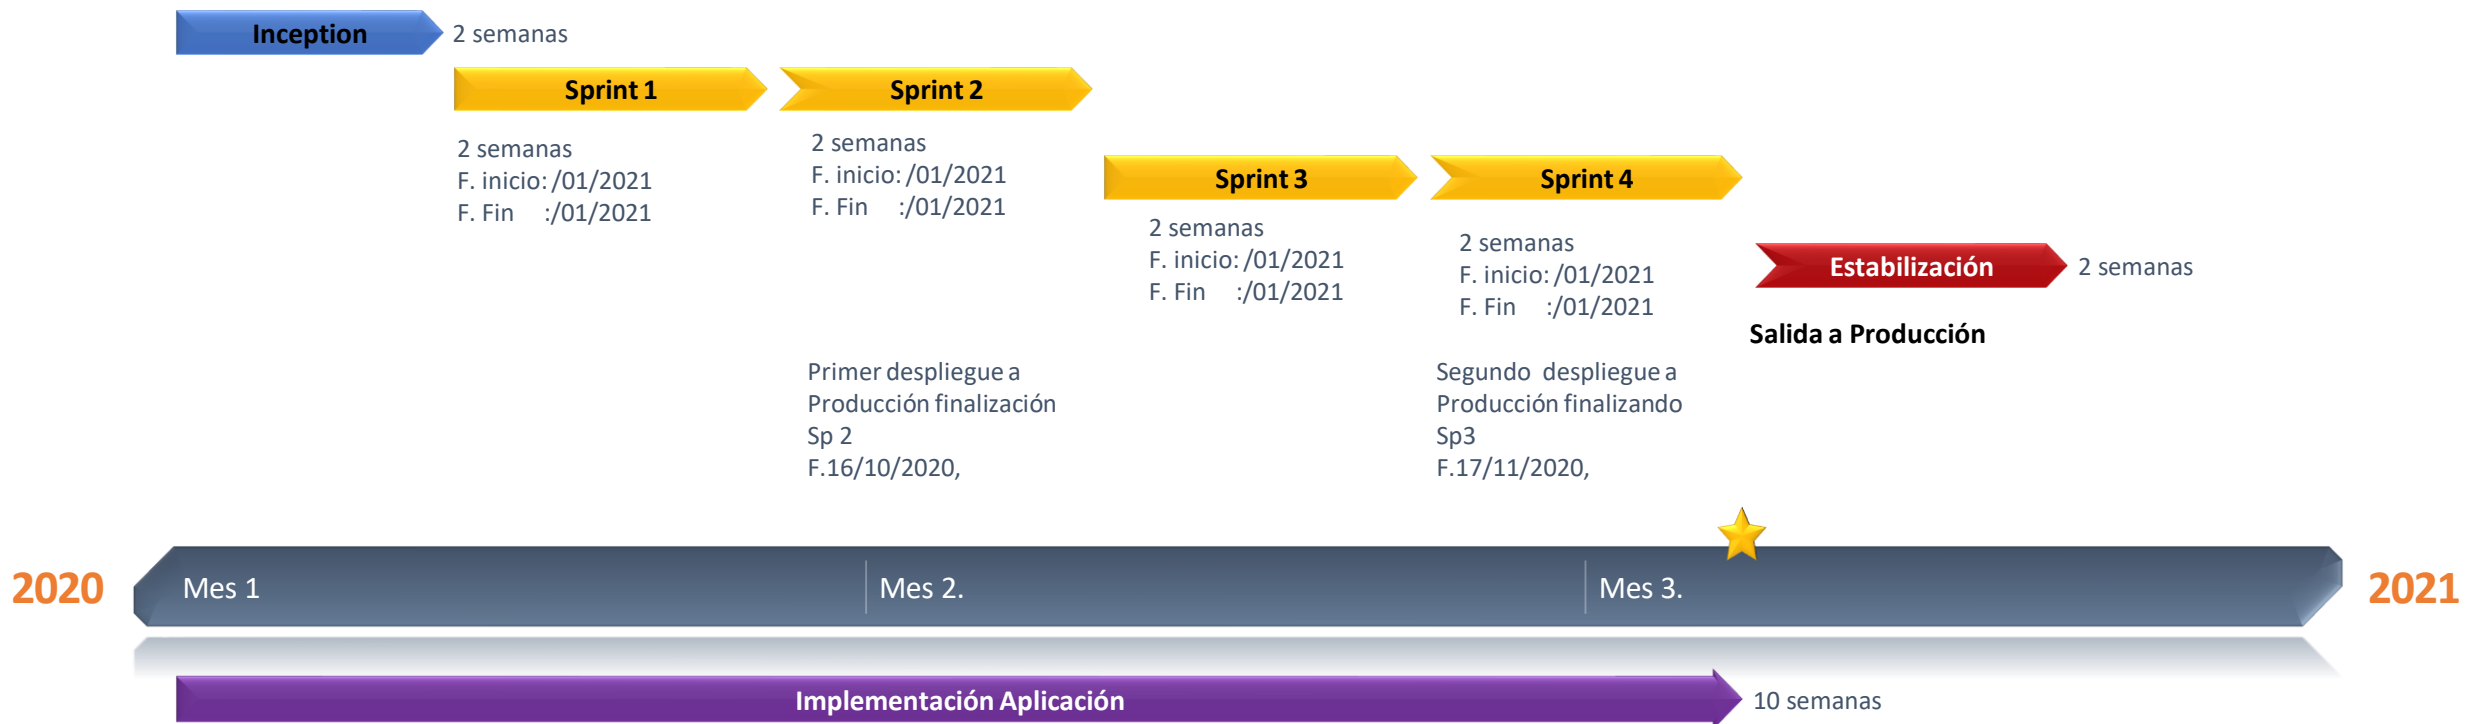 Inception
2 semanas
Sprint 1
Sprint 2
2 semanas
F. inicio: /01/2021
F. Fin :/01/2021
2 semanas
F. inicio: /01/2021
F. Fin :/01/2021
Sprint 3
Sprint 4
2 semanas
F. inicio: /01/2021
F. Fin :/01/2021
2 semanas
F. inicio: /01/2021
F. Fin :/01/2021
Estabilización
2 semanas
Salida a Producción
Primer despliegue a
Producción finalización
Sp 2
F.16/10/2020,
Segundo despliegue a
Producción finalizando
Sp3
F.17/11/2020,
2020
Mes 1
Mes 2.
Mes 3.
2021
Implementación Aplicación
10 semanas